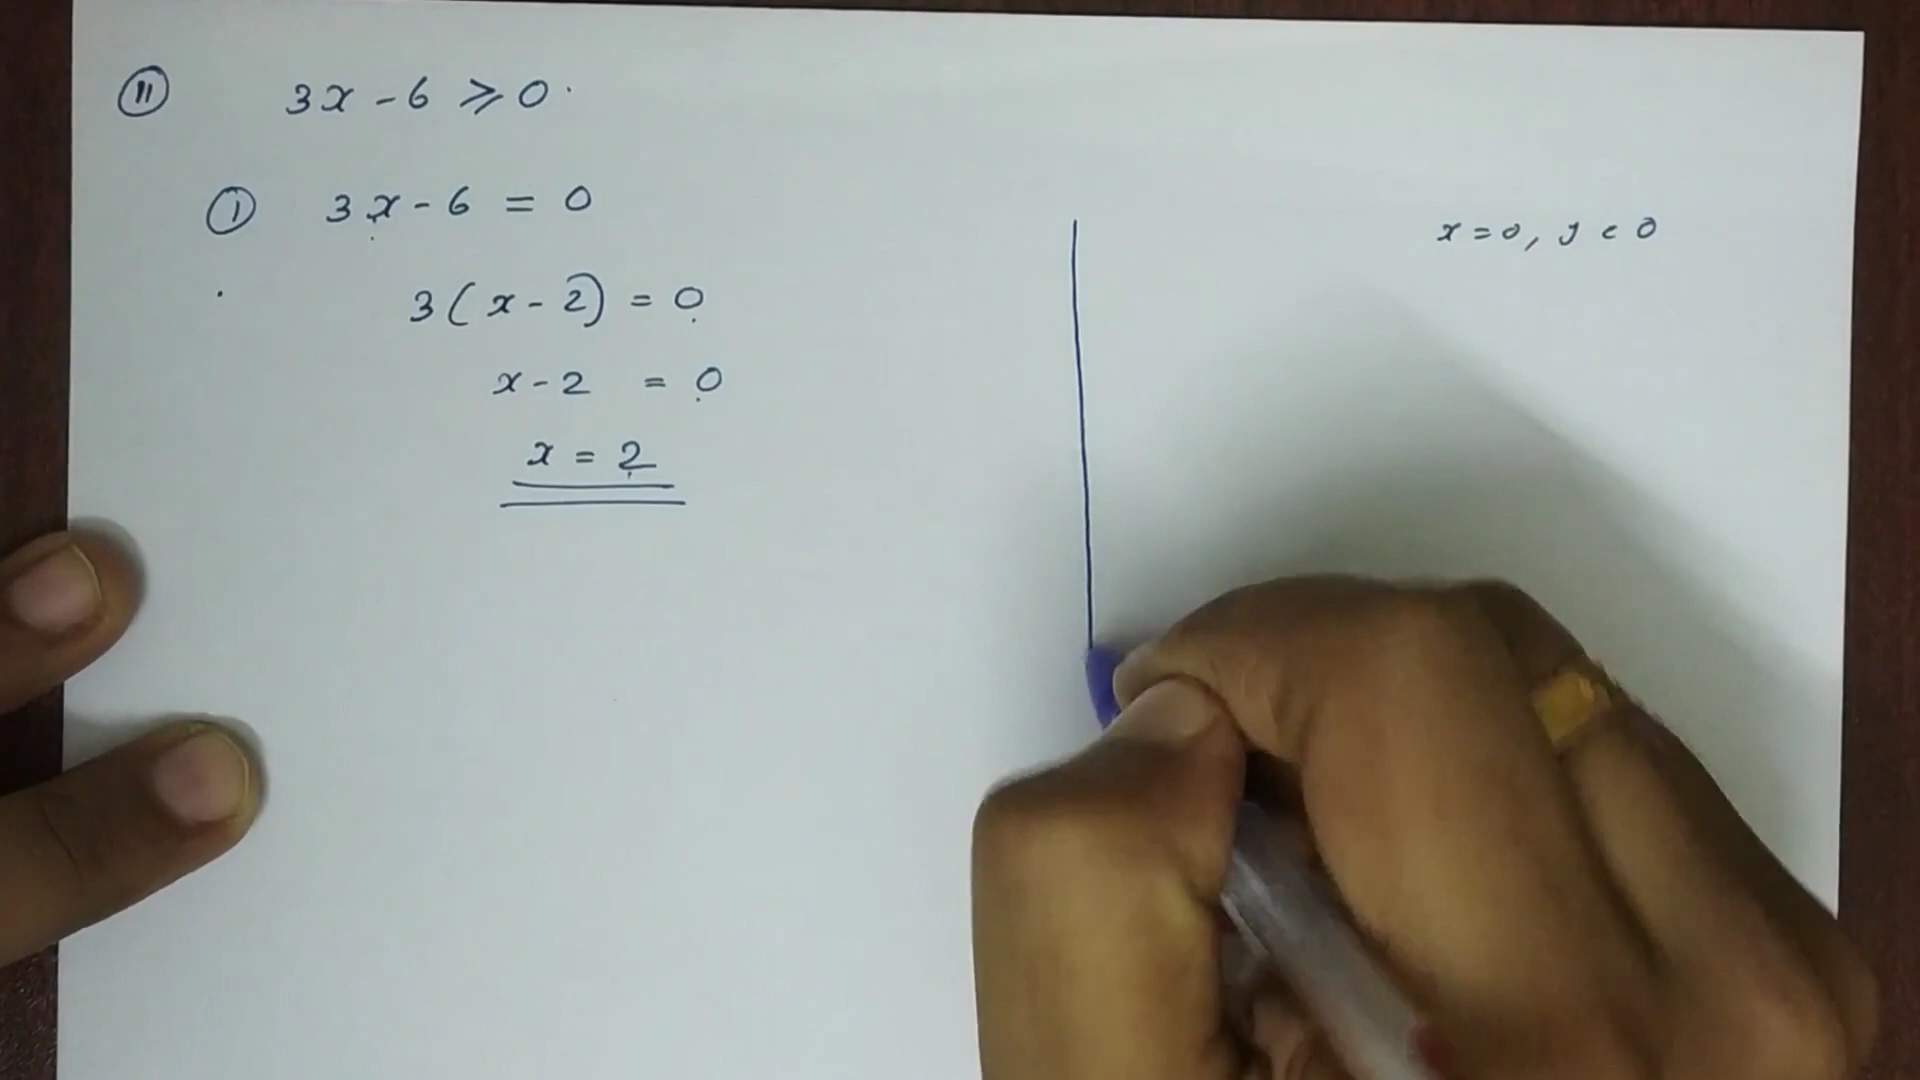 (11) 3x - 6 ⩾ 0.
(1) 3x - 6 = 0
3(x - 2) = 0
x - 2 = 0
x = 2
x = 0, y c 0